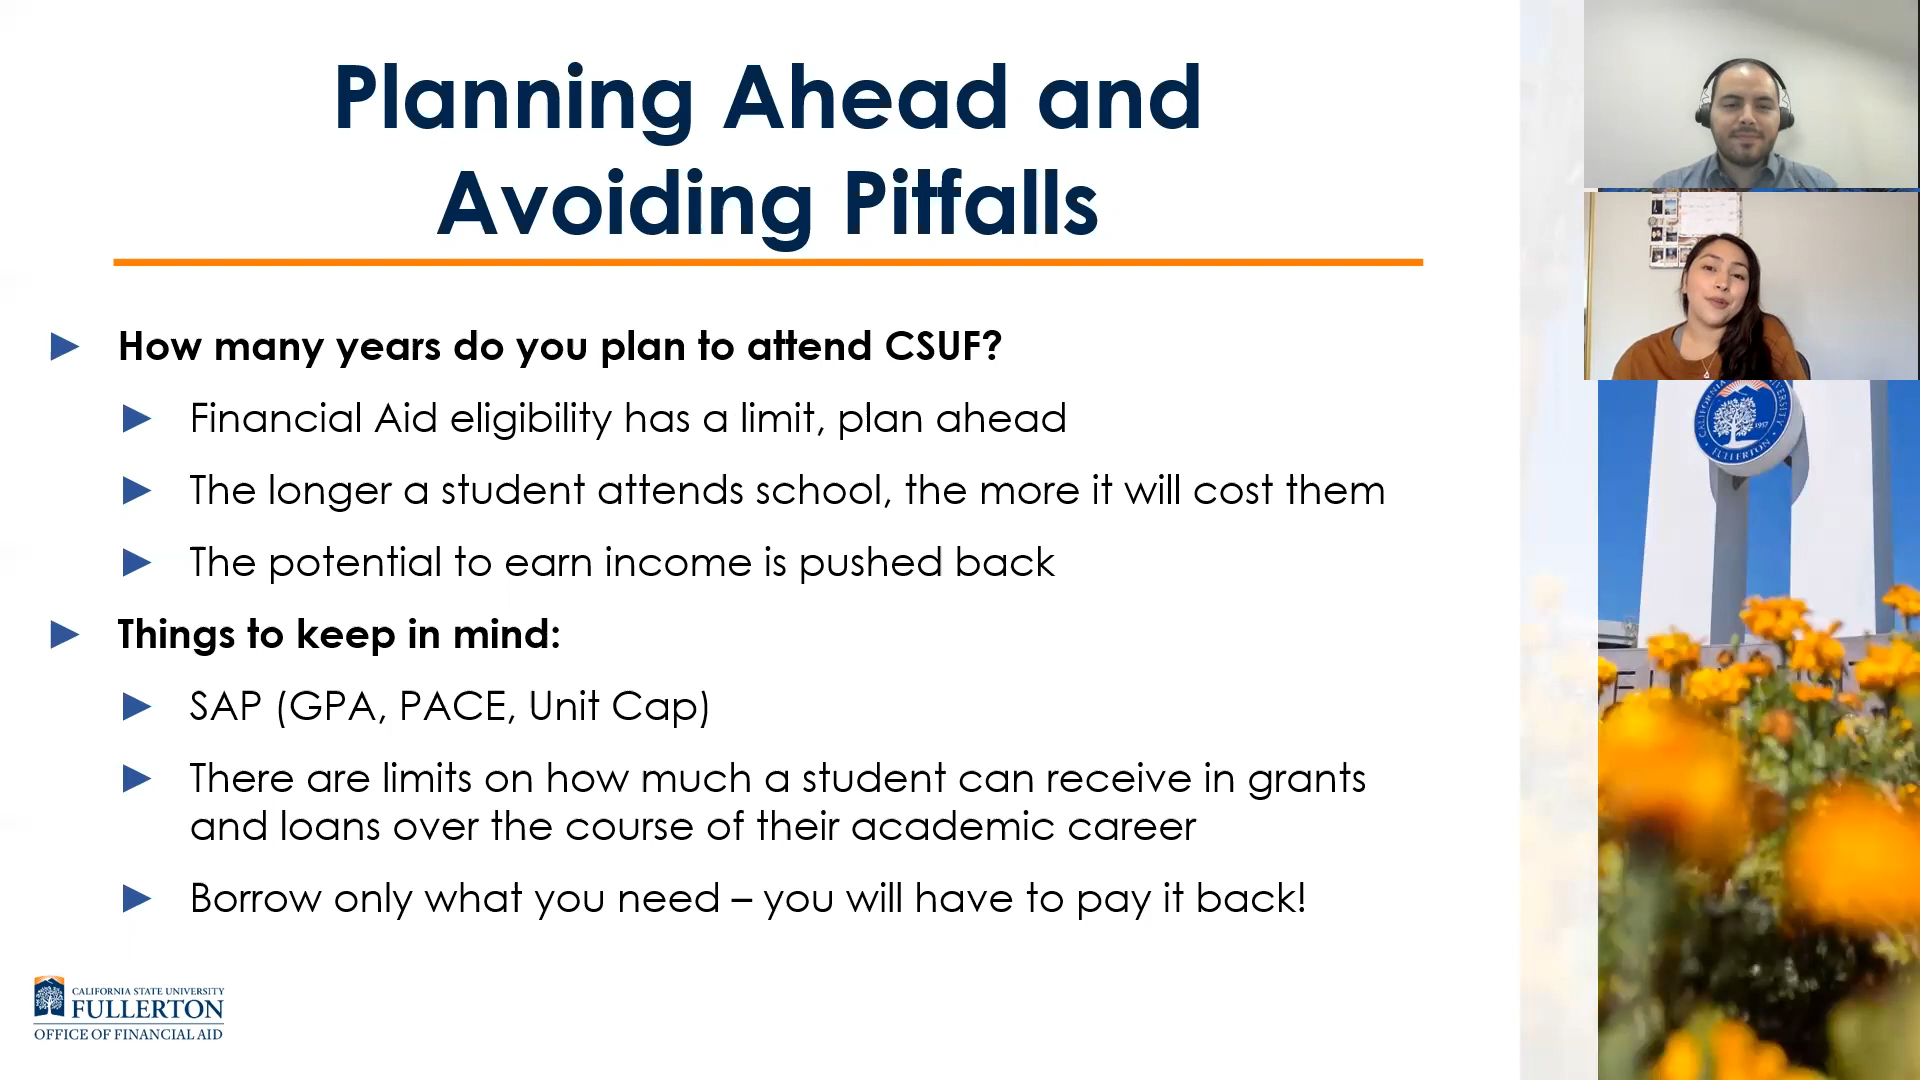 Planning Ahead and
Avoiding Pitfalls
How many years do you plan to attend CSUF?
Financial Aid eligibility has a limit, plan ahead
The longer a student attends school, the more it will cost them
The potential to earn income is pushed back
Things to keep in mind:
SAP (GPA, PACE, Unit Cap)
There are limits on how much a student can receive in grants
and loans over the course of their academic career
Borrow only what you need – you will have to pay it back!
CALIFORNIA STATE UNIVERSITY
FULLERTON
OFFICE OF FINANCIAL AID
1957
FULLERTON